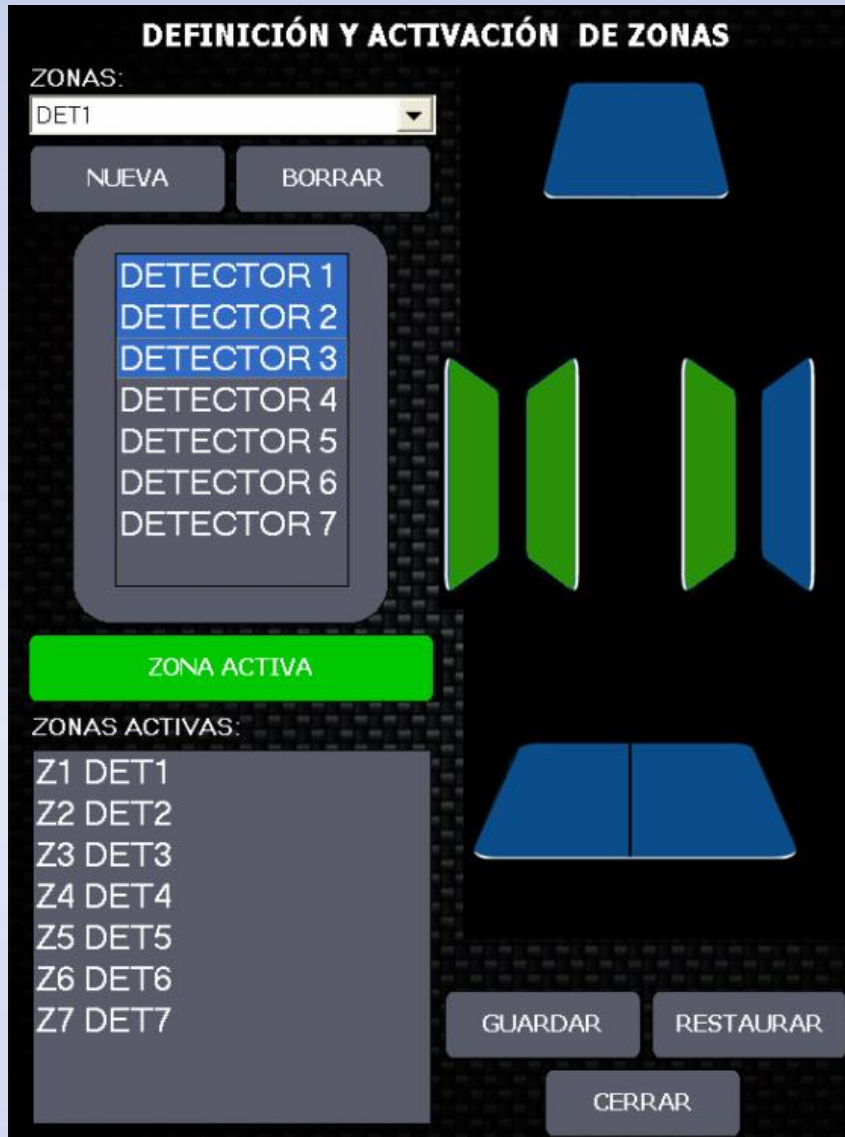 DEFINICIÓN Y ACTIVACIÓN DE ZONAS
ZONAS:
DET1
NUEVA
BORRAR
DETECTOR 1
DETECTOR 2
DETECTOR 3
DETECTOR 4
DETECTOR 5
DETECTOR 6
DETECTOR 7
ZONA ACTIVA
ZONAS ACTIVAS:
Z1 DET1
Z2 DET2
Z3 DET3
Z4 DET4
Z5 DET5
Z6 DET6
Z7 DET7
GUARDAR
RESTAURAR
CERRAR